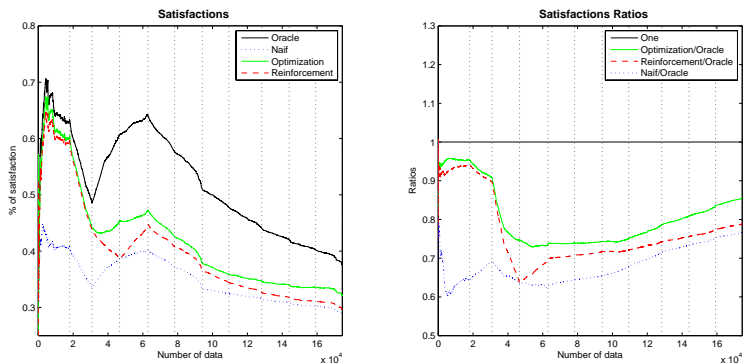 Satisfactions
% of satisfaction
0.8
0.7
0.6
0.5
0.4
0.3
Oracle
Naif
Optimization
Reinforcement
0 2 4 6 8 10 12 14 16
Number of data
x 10^4
Satisfactions Ratios
Ratios
1.3
1.2
1.1
1
0.9
0.8
0.7
0.6
0.5
One
Optimization/Oracle
Reinforcement/Oracle
Naif/Oracle
0 2 4 6 8 10 12 14 16
Number of data
x 10^4